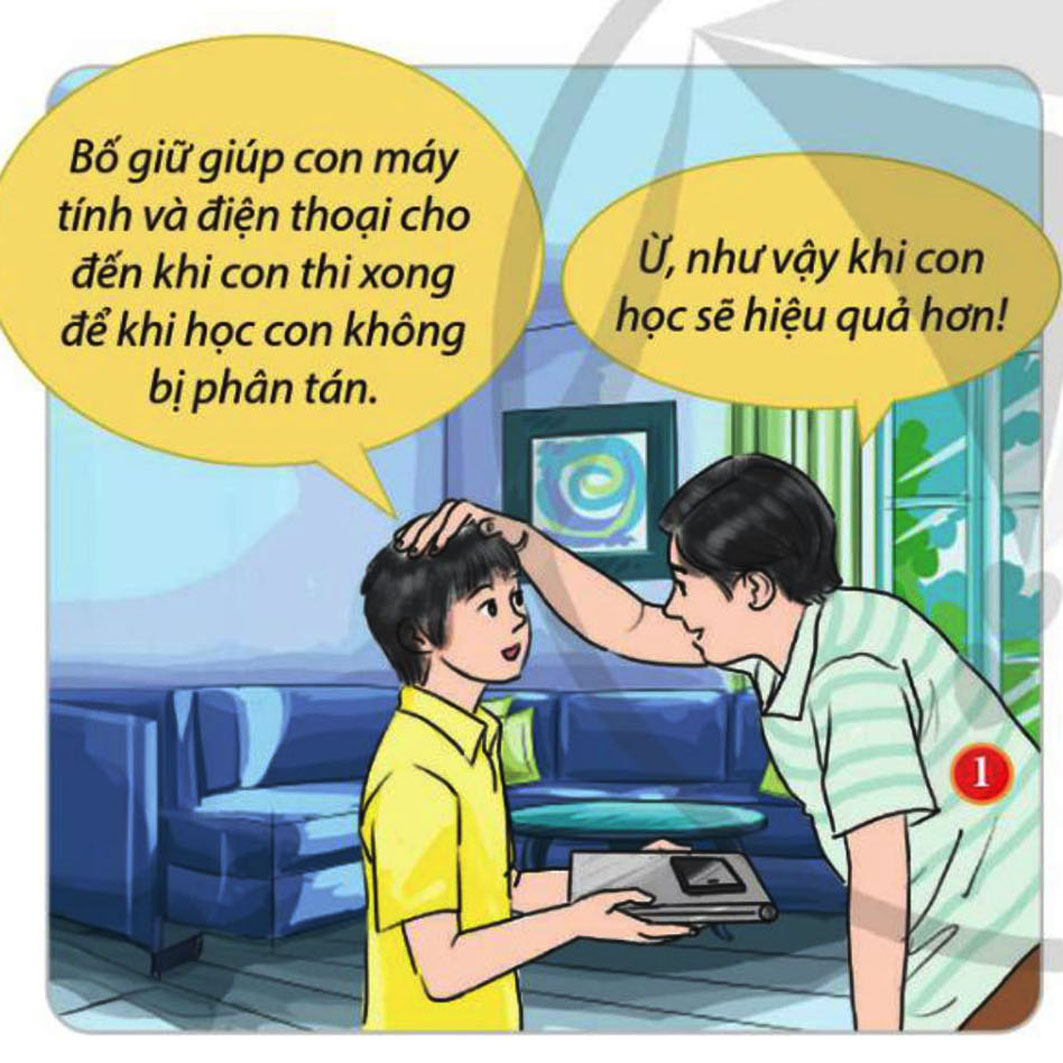 Bố giữ giúp con máy
tính và điện thoại cho
đến khi con thi xong
để khi học con không
bị phân tán.
Ừ, như vậy khi con
học sẽ hiệu quả hơn!
1